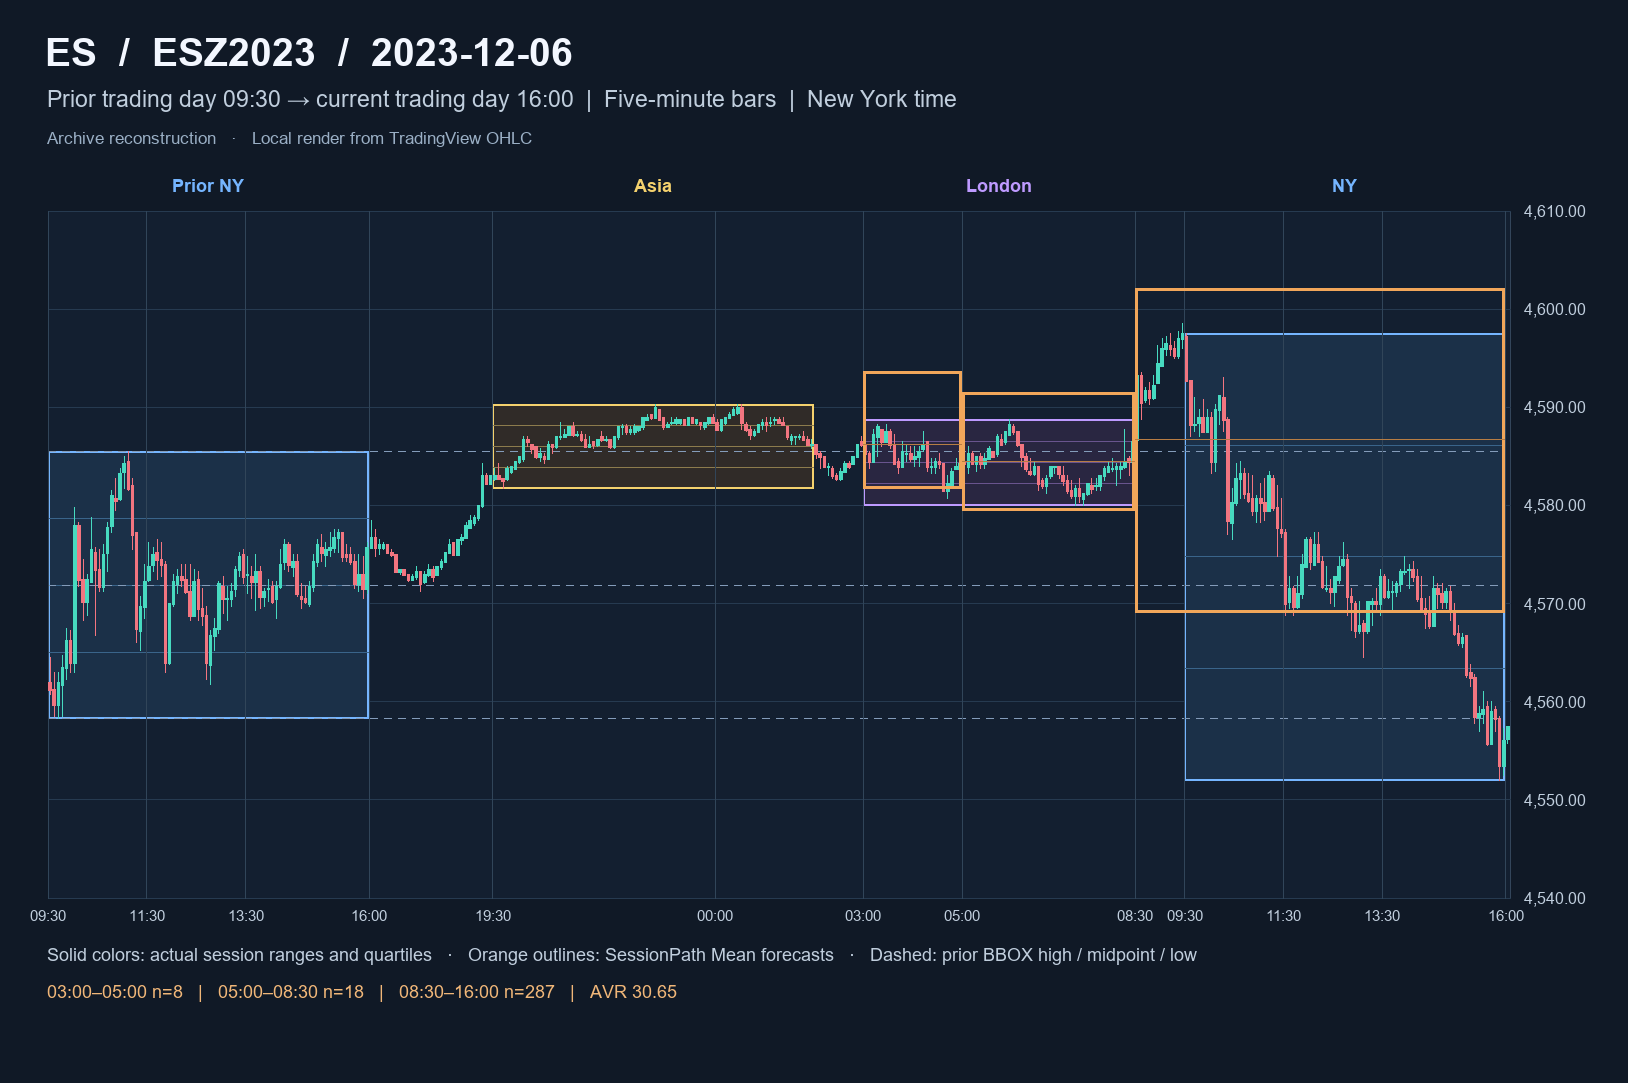 ES / ESZ2023 / 2023-12-06
Prior trading day 09:30 → current trading day 16:00 | Five-minute bars | New York time
Archive reconstruction · Local render from TradingView OHLC
Prior NY Asia London NY
4,610.00
4,600.00
4,590.00
4,580.00
4,570.00
4,560.00
4,550.00
4,540.00
09:30 11:30 13:30 16:00 19:30 00:00 03:00 05:00 08:30 09:30 11:30 13:30 16:00
Solid colors: actual session ranges and quartiles · Orange outlines: SessionPath Mean forecasts · Dashed: prior BBOX high / midpoint / low
03:00–05:00 n=8 | 05:00–08:30 n=18 | 08:30–16:00 n=287 | AVR 30.65